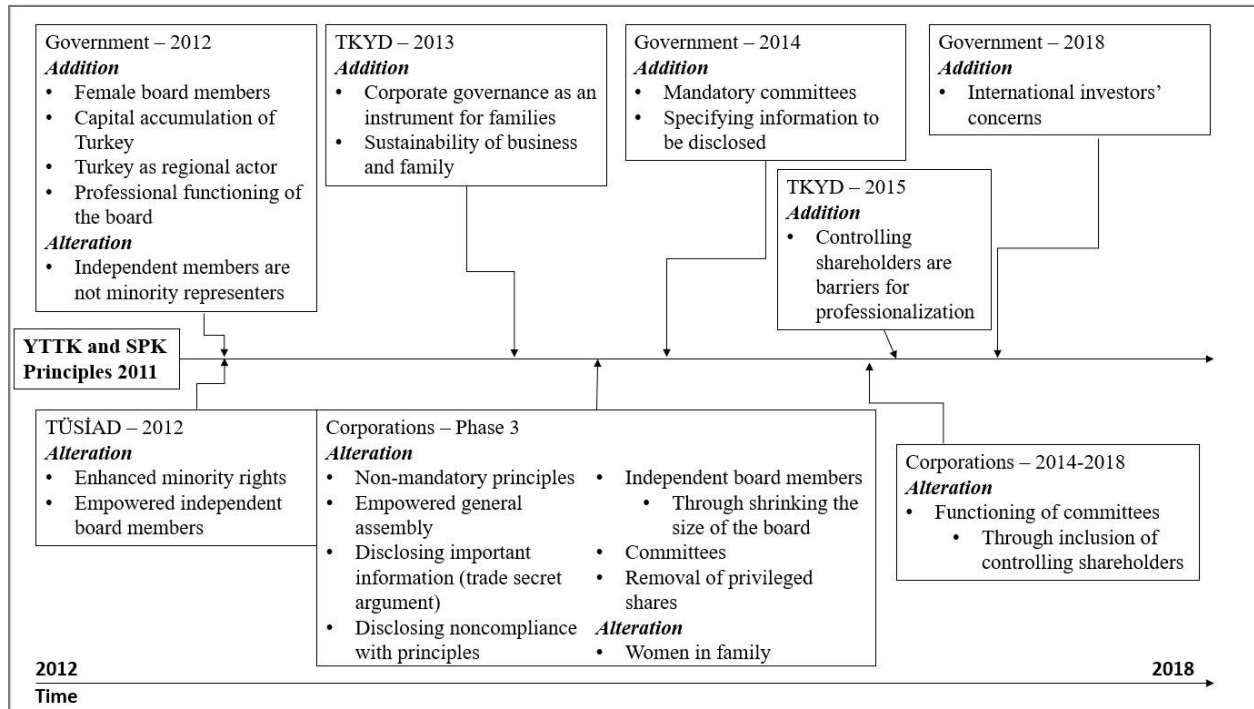 Government – 2012
Addition
• Female board members
• Capital accumulation of
Turkey
• Turkey as regional actor
• Professional functioning of
the board
Alteration
• Independent members are
not minority representers
TKYD – 2013
Addition
• Corporate governance as an
instrument for families
• Sustainability of business
and family
Government – 2014
Addition
• Mandatory committees
• Specifying information to
be disclosed
Government – 2018
Addition
• International investors’
concerns
TKYD – 2015
Addition
• Controlling
shareholders are
barriers for
professionalization
YTTK and SPK
Principles 2011
TÜSİAD – 2012
Alteration
• Enhanced minority rights
• Empowered independent
board members
Corporations – Phase 3
Alteration
• Non-mandatory principles
• Empowered general
assembly
• Disclosing important
information (trade secret
argument)
• Disclosing noncompliance
with principles
• Independent board members
• Through shrinking the
size of the board
• Committees
• Removal of privileged
shares
Alteration
• Women in family
Corporations – 2014-2018
Alteration
• Functioning of committees
• Through inclusion of
controlling shareholders
2012
2018
Time